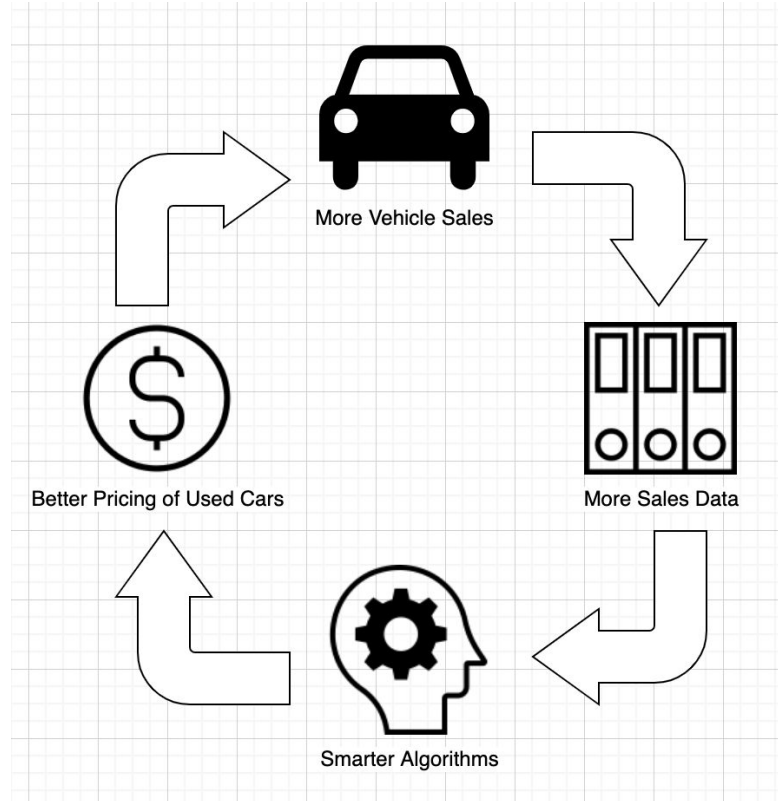 More Vehicle Sales
More Sales Data
Smarter Algorithms
Better Pricing of Used Cars